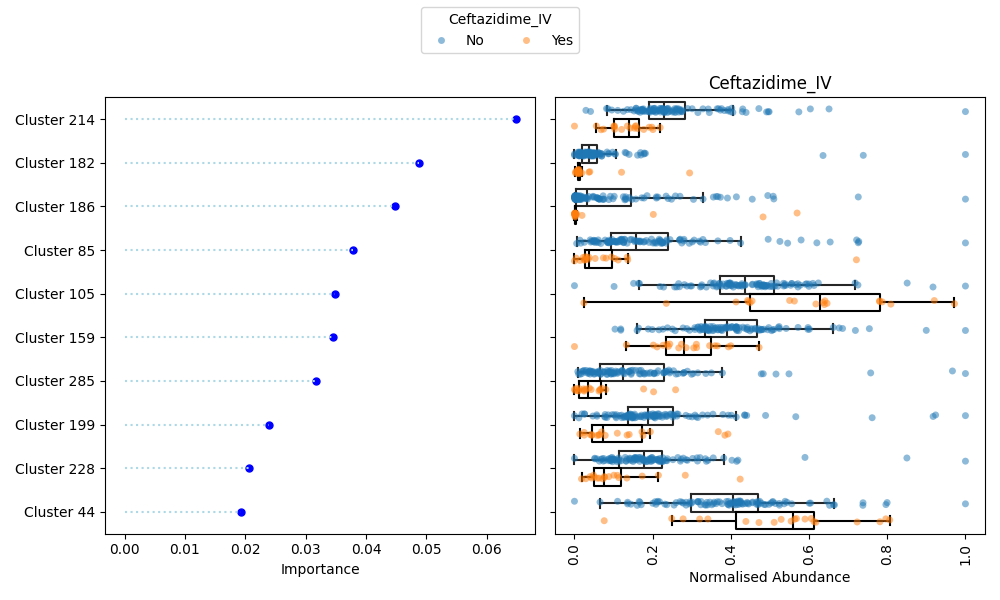 Ceftazidime_IV
No Yes
Ceftazidime_IV
Cluster 214
Cluster 182
Cluster 186
Cluster 85
Cluster 105
Cluster 159
Cluster 285
Cluster 199
Cluster 228
Cluster 44
0.00 0.01 0.02 0.03 0.04 0.05 0.06
Importance
0.0 0.2 0.4 0.6 0.8 1.0
Normalised Abundance